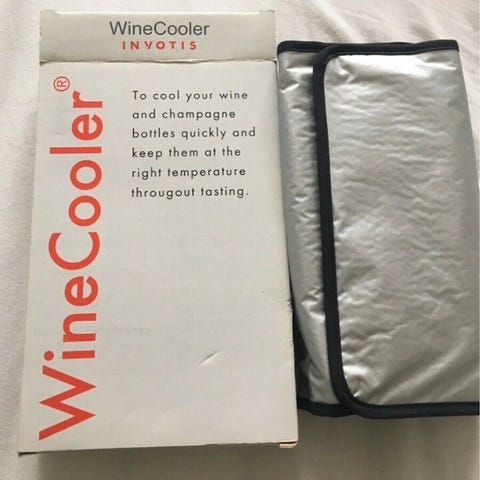 WineCooler
INVOTIS
WineCooler®
To cool your wine
and champagne
bottles quickly and
keep them at the
right temperature
througout tasting.